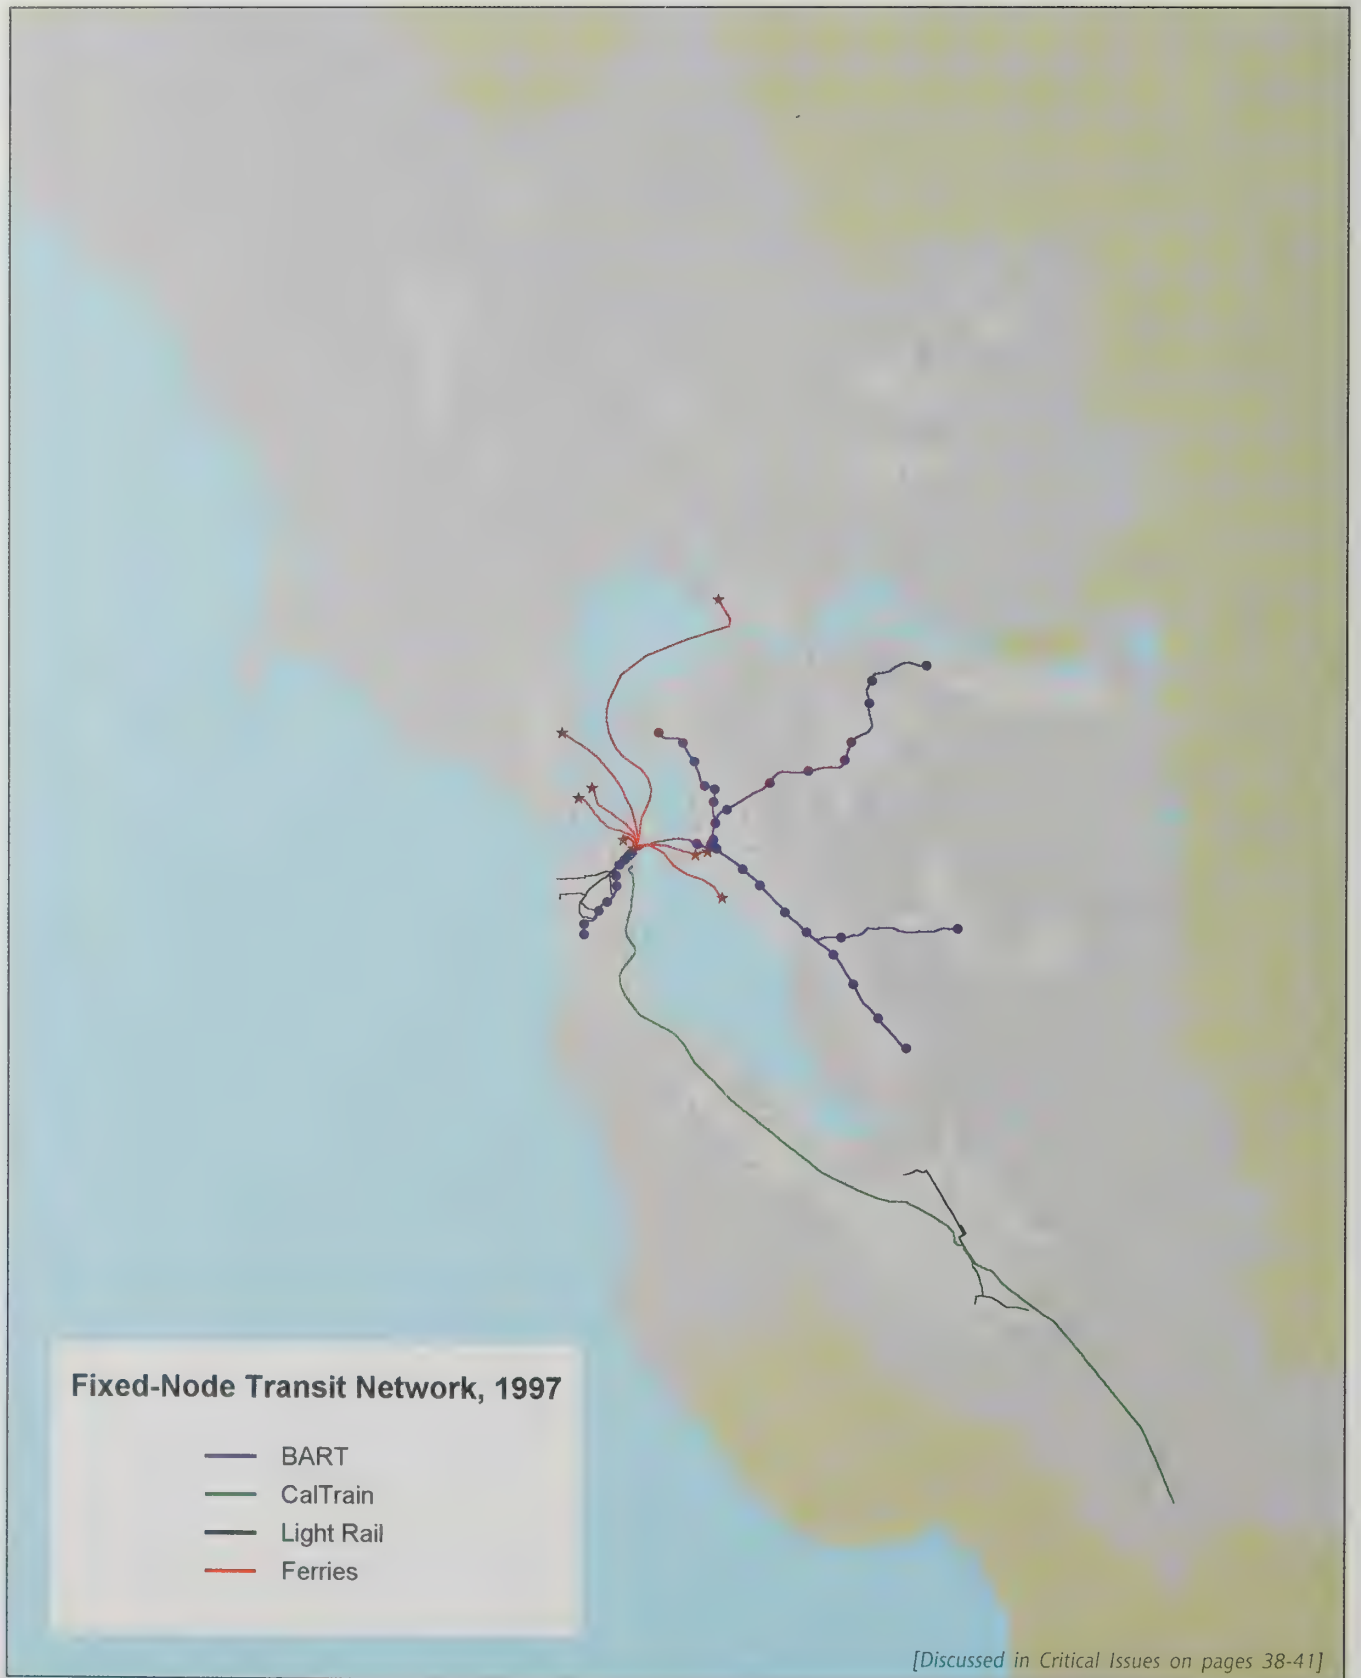 Fixed-Node Transit Network, 1997
BART
CalTrain
Light Rail
Ferries
[Discussed in Critical Issues on pages 38-41]